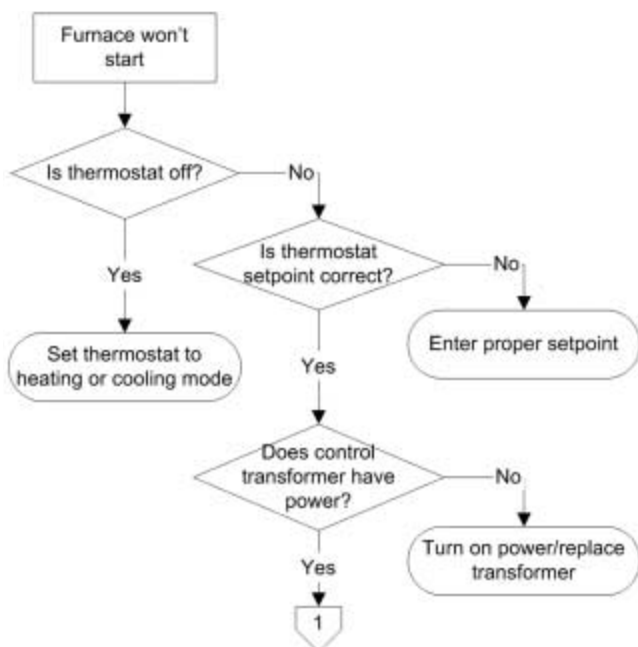 Furnace won't
start
Is thermostat off?
No
Is thermostat
setpoint correct?
No
Yes
Set thermostat to
heating or cooling mode
Enter proper setpoint
Yes
Does control
transformer have
power?
No
Turn on power/replace
transformer
Yes
1